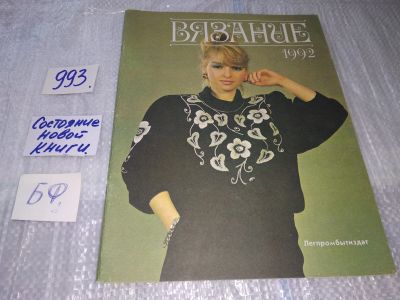 ВЯЗАНИЕ
1992
993.
Состояние
новой
книги.
БФ.
Легпромбытиздат